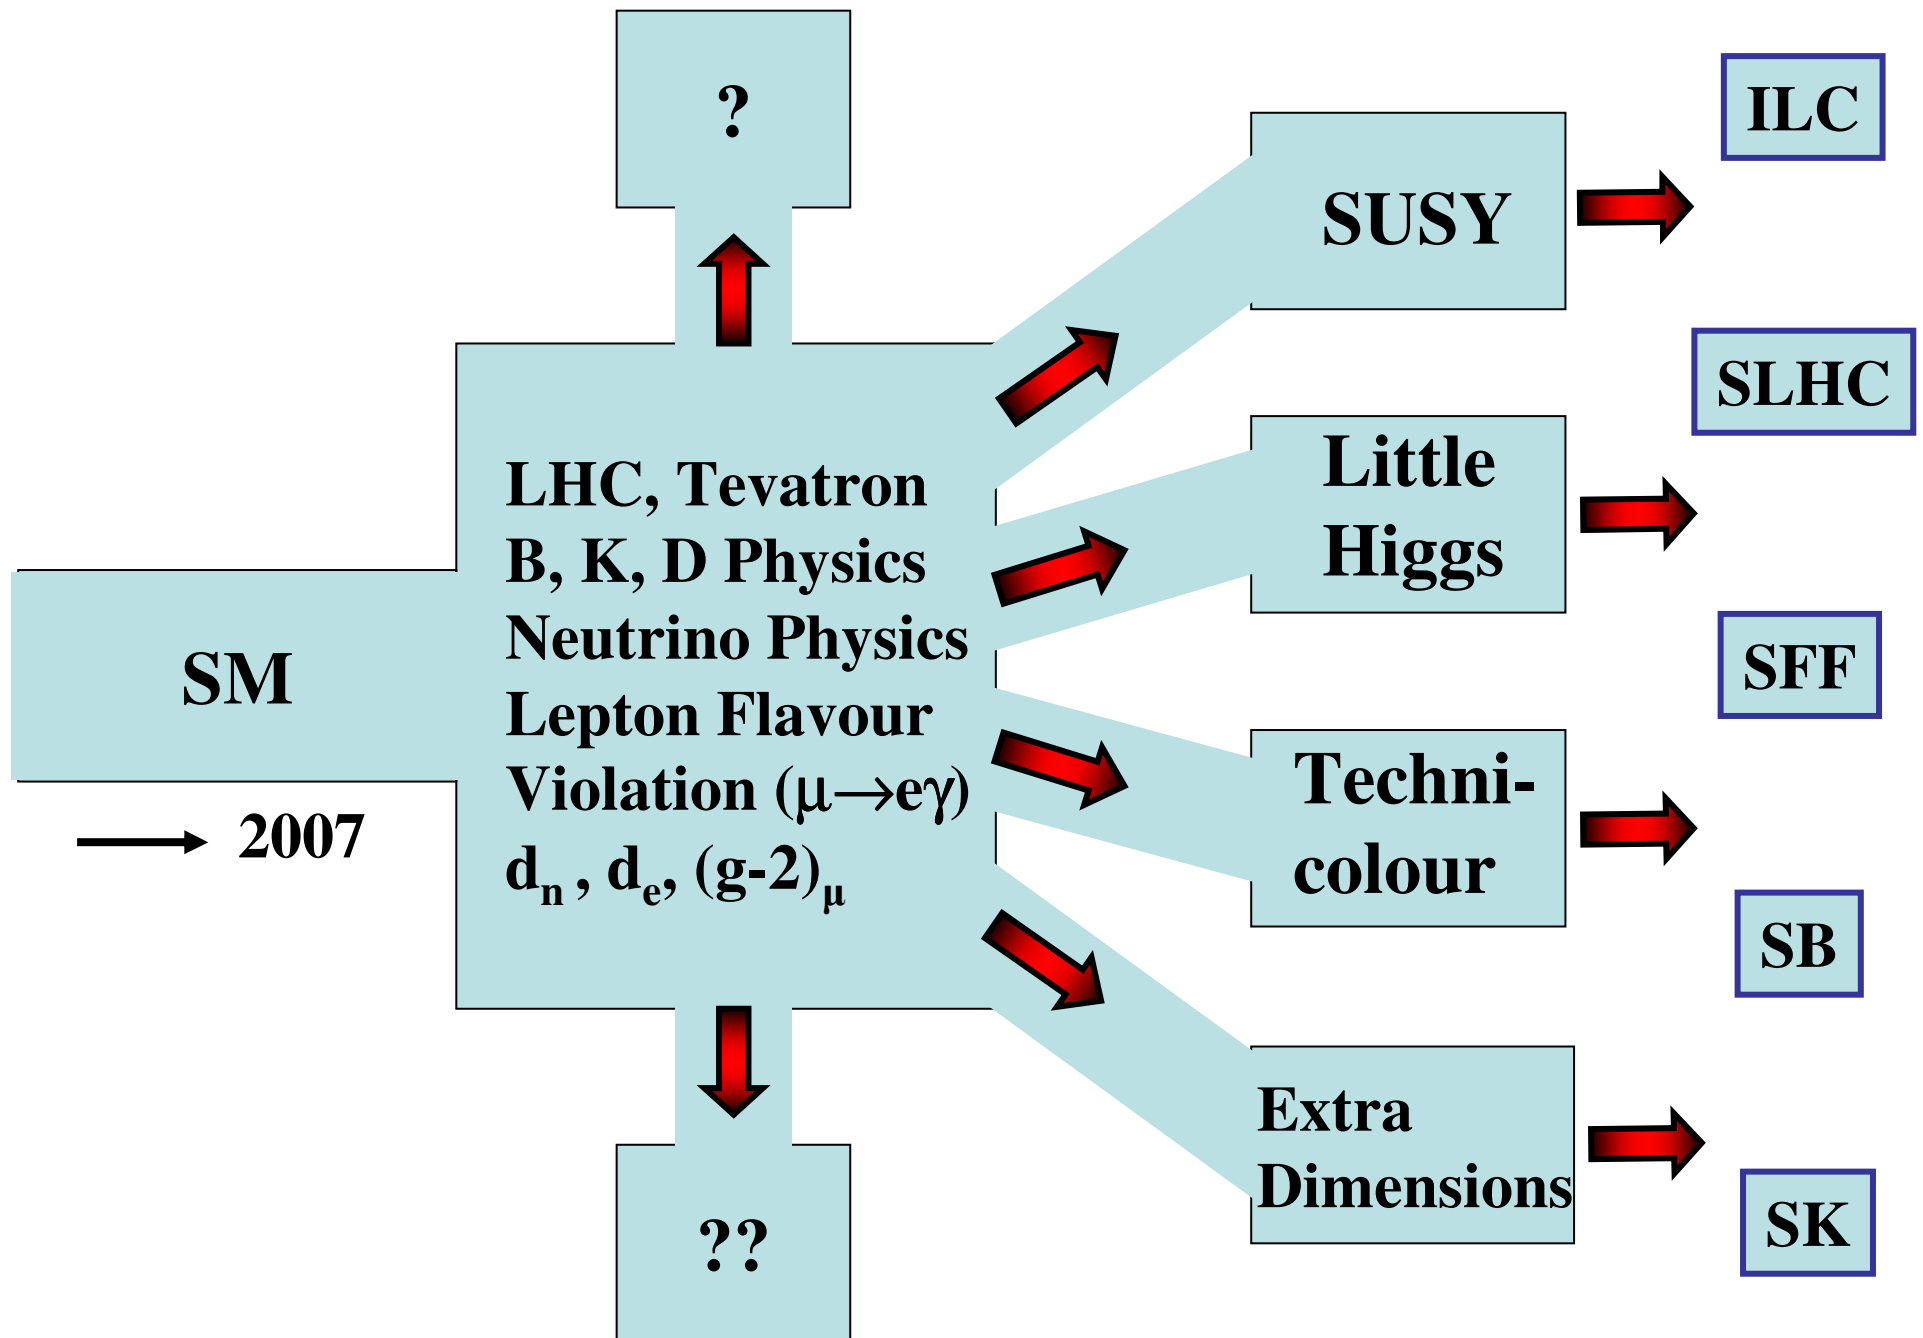 ?
SM
→ 2007
LHC, Tevatron
B, K, D Physics
Neutrino Physics
Lepton Flavour
Violation (μ→eγ)
dₙ , dₑ, (g-2)μ
??
SUSY
Little
Higgs
Techni-
colour
Extra
Dimensions
ILC
SLHC
SFF
SB
SK